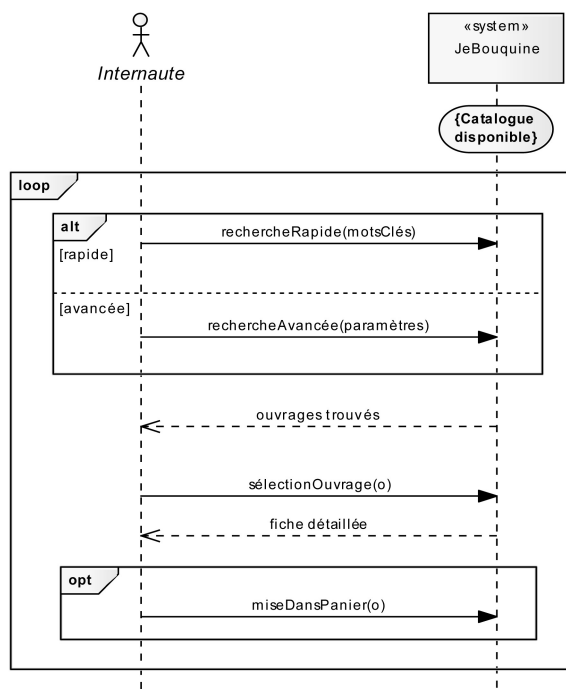 «system»
JeBouquine
Internaute
{Catalogue
disponible}
loop
alt
rechercheRapide(motsClés)
[rapide]
[avancée]
rechercheAvancée(paramètres)
ouvrages trouvés
sélectionOuvrage(o)
fiche détaillée
opt
miseDansPanier(o)